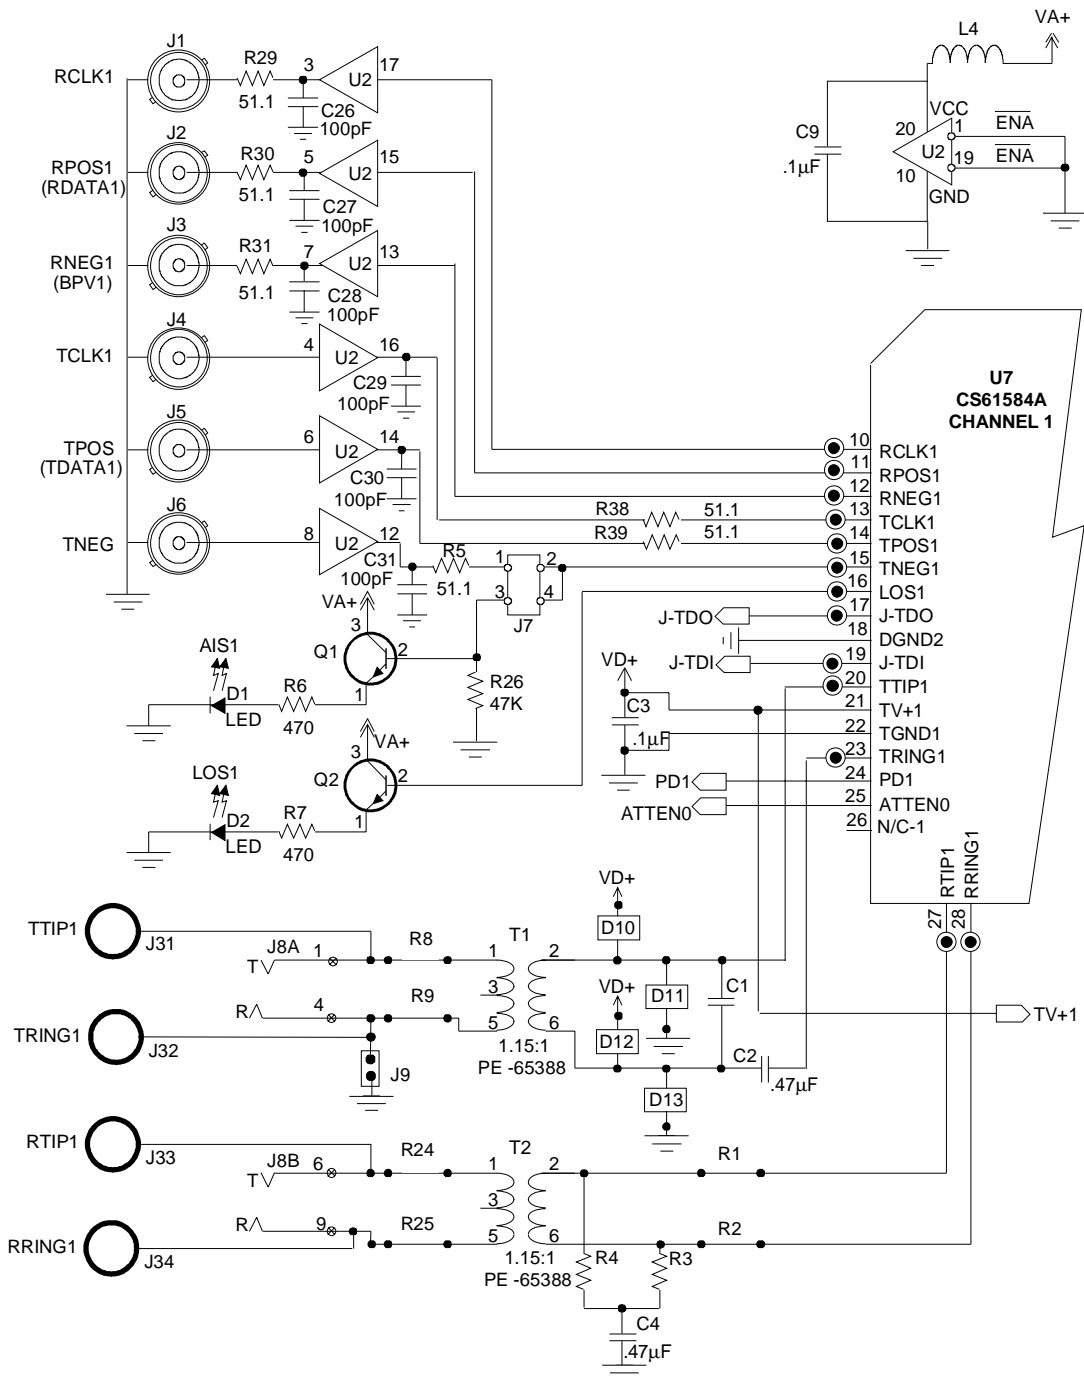 J1
RCLK1
R29
51.1
3
U2
17
C26
100pF
J2
RPOS1
(RDATA1)
R30
51.1
5
U2
15
C27
100pF
J3
RNEG1
(BPV1)
R31
51.1
7
U2
13
C28
100pF
J4
TCLK1
4
U2
16
C29
100pF
J5
TPOS
(TDATA1)
6
U2
14
C30
100pF
J6
TNEG
8
U2
12
C31
100pF
R5
51.1
1
2
3
4
J7
L4
VA+
C9
.1µF
VCC
20
1
ENA
U2
19
ENA
10
GND
U7
CS61584A
CHANNEL 1
10
RCLK1
11
RPOS1
12
RNEG1
R38
51.1
13
TCLK1
R39
51.1
14
TPOS1
15
TNEG1
16
LOS1
J-TDO
17
J-TDO
18
DGND2
J-TDI
19
J-TDI
20
TTIP1
21
TV+1
22
TGND1
23
TRING1
PD1
24
PD1
ATTEN0
25
ATTEN0
26
N/C-1
RTIP1
RRING1
27
28
VD+
C3
.1µF
VA+
3
Q1
2
1
AIS1
D1
LED
R6
470
R26
47K
VA+
3
Q2
2
1
LOS1
D2
LED
R7
470
TTIP1
J31
J8A
T
1
R8
T1
1
2
3
R
4
R9
5
6
1.15:1
PE -65388
TRING1
J32
J9
VD+
D10
D11
C1
VD+
D12
D13
C2
.47µF
TV+1
RTIP1
J33
J8B
T
6
R24
T2
1
2
3
R
9
R25
5
6
1.15:1
PE -65388
RRING1
J34
R1
R2
R4
R3
C4
.47µF